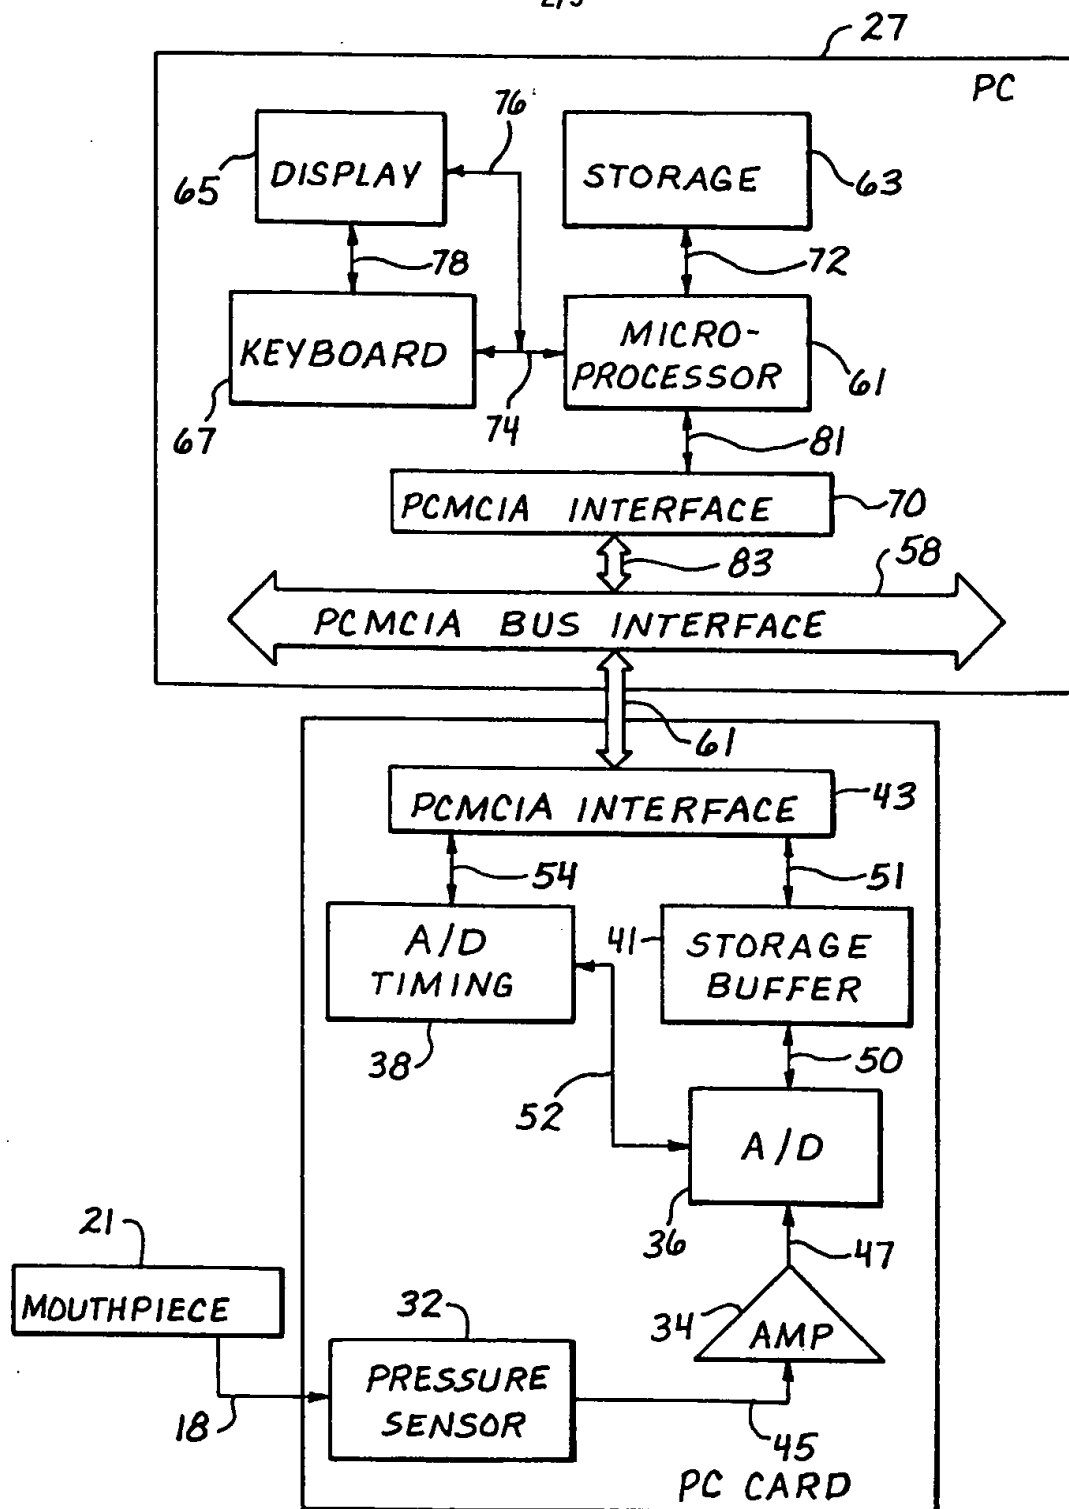 2/5
27
PC
76
DISPLAY
65
STORAGE
63
78
72
KEYBOARD
67
74
MICRO-
PROCESSOR
61
81
PCMCIA INTERFACE
70
83
58
PCMCIA BUS INTERFACE
61
PCMCIA INTERFACE
43
54
51
A/D
TIMING
38
41
STORAGE
BUFFER
52
50
A/D
36
47
21
MOUTHPIECE
18
32
PRESSURE
SENSOR
34
AMP
45
PC CARD